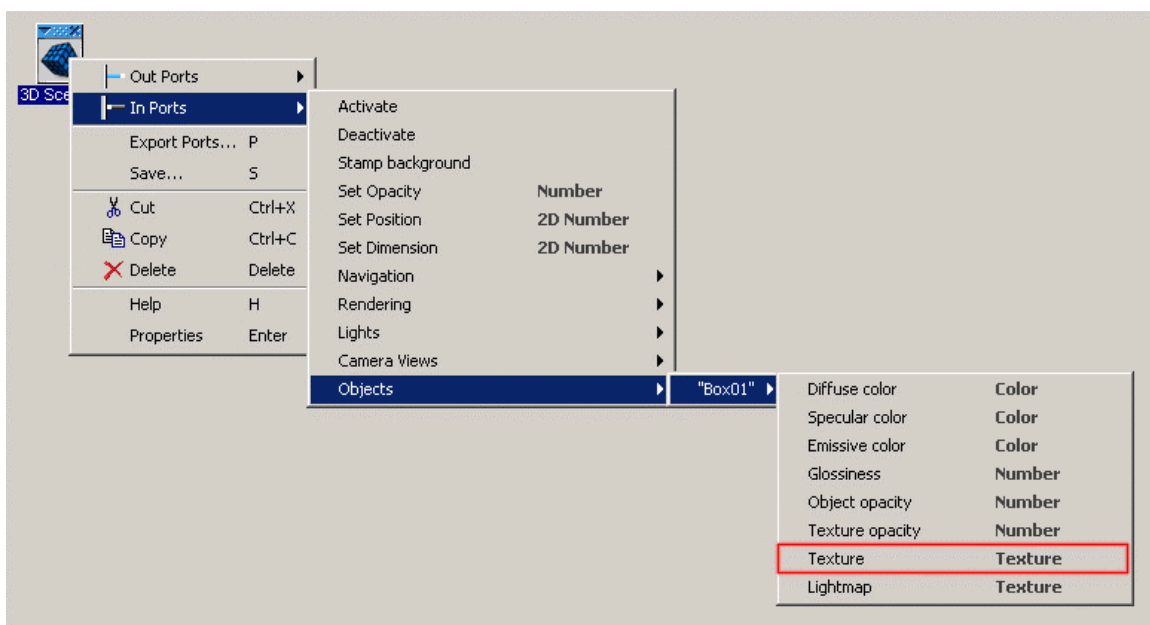 3D Sce
Out Ports
In Ports
Export Ports... P
Save... S
Cut Ctrl+X
Copy Ctrl+C
Delete Delete
Help H
Properties Enter
Activate
Deactivate
Stamp background
Set Opacity Number
Set Position 2D Number
Set Dimension 2D Number
Navigation
Rendering
Lights
Camera Views
Objects
"Box01"
Diffuse color Color
Specular color Color
Emissive color Color
Glossiness Number
Object opacity Number
Texture opacity Number
Texture Texture
Lightmap Texture